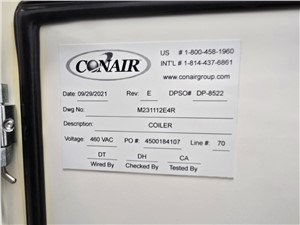 CONAIR
US # 1-800-458-1960
INT'L # 1-814-437-6861
www.conairgroup.com
Date: 09/29/2021 Rev: E DPSO# DP-8522
Dwg No: M231112E4R
Description: COILER
Voltage: 460 VAC PO #: 4500184107 Line #: 70
DT DH CA
Wired By Checked By Tested By